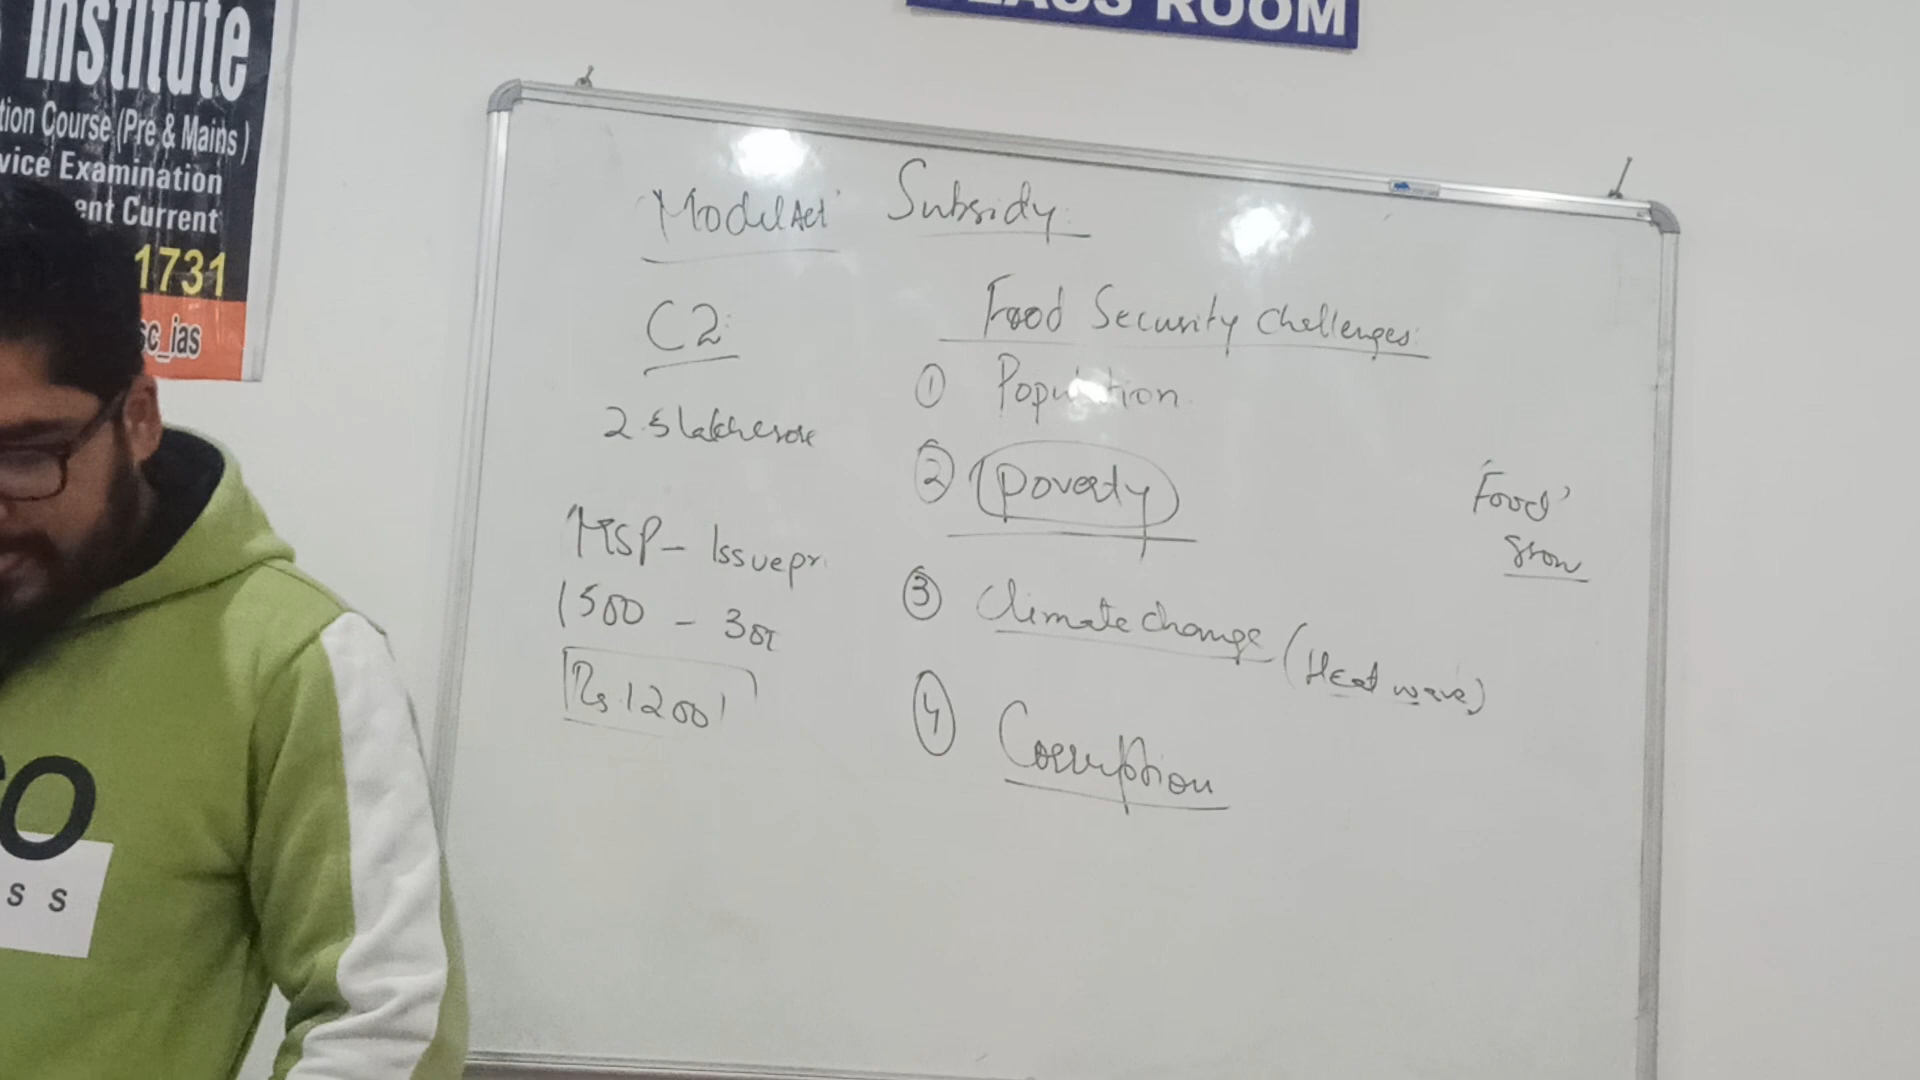 Institute
tion Course (Pre & Mains)
vice Examination
ent Current
1731
sc_ias
CLASS ROOM
Model Act
Subsidy
C2
2.5 lakh crore
MSP - Issue pr.
1500 - 300
Rs. 1200
Food Security Challenges
① Population
② Poverty
③ Climate change (Heat wave)
④ Corruption
Food
S S